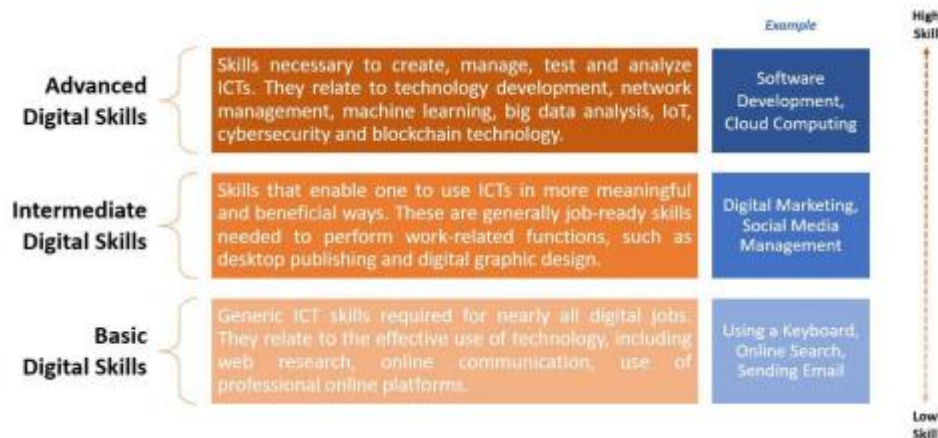 Example
High
Skill
Advanced
Digital Skills
Skills necessary to create, manage, test and analyze
ICTs. They relate to technology development, network
management, machine learning, big data analysis, IoT,
cybersecurity and blockchain technology.
Software
Development,
Cloud Computing
Intermediate
Digital Skills
Skills that enable one to use ICTs in more meaningful
and beneficial ways. These are generally job-ready skills
needed to perform work-related functions, such as
desktop publishing and digital graphic design.
Digital Marketing,
Social Media
Management
Basic
Digital Skills
Generic ICT skills required for nearly all digital jobs.
They relate to the effective use of technology, including
web research, online communication, use of
professional online platforms.
Using a Keyboard,
Online Search,
Sending Email
Low
Skill